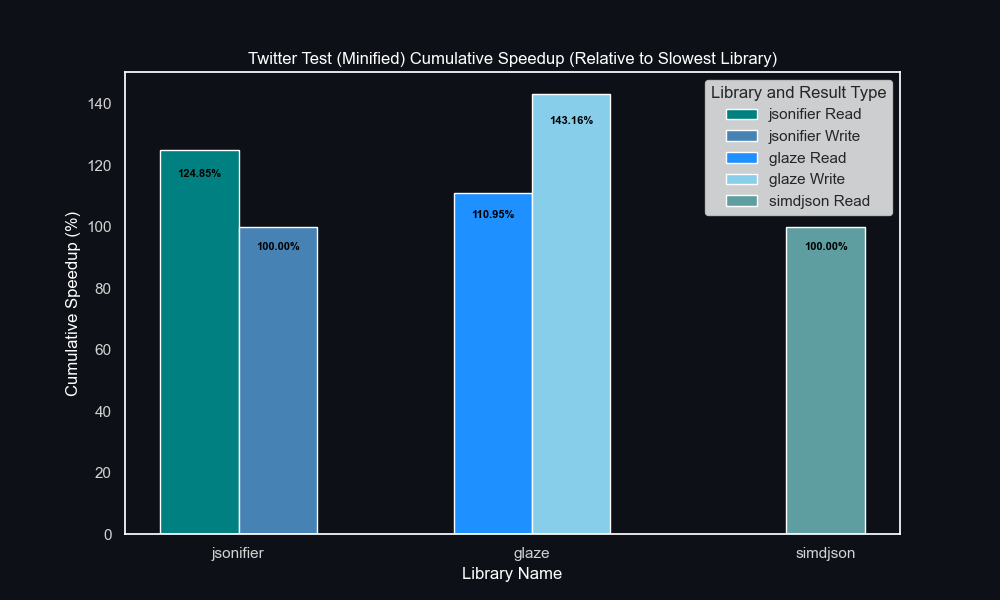 Twitter Test (Minified) Cumulative Speedup (Relative to Slowest Library)
Library and Result Type
jsonifier Read
jsonifier Write
glaze Read
glaze Write
simdjson Read
Cumulative Speedup (%)
140
120
100
80
60
40
20
0
124.85%
100.00%
110.95%
143.16%
100.00%
jsonifier
glaze
simdjson
Library Name